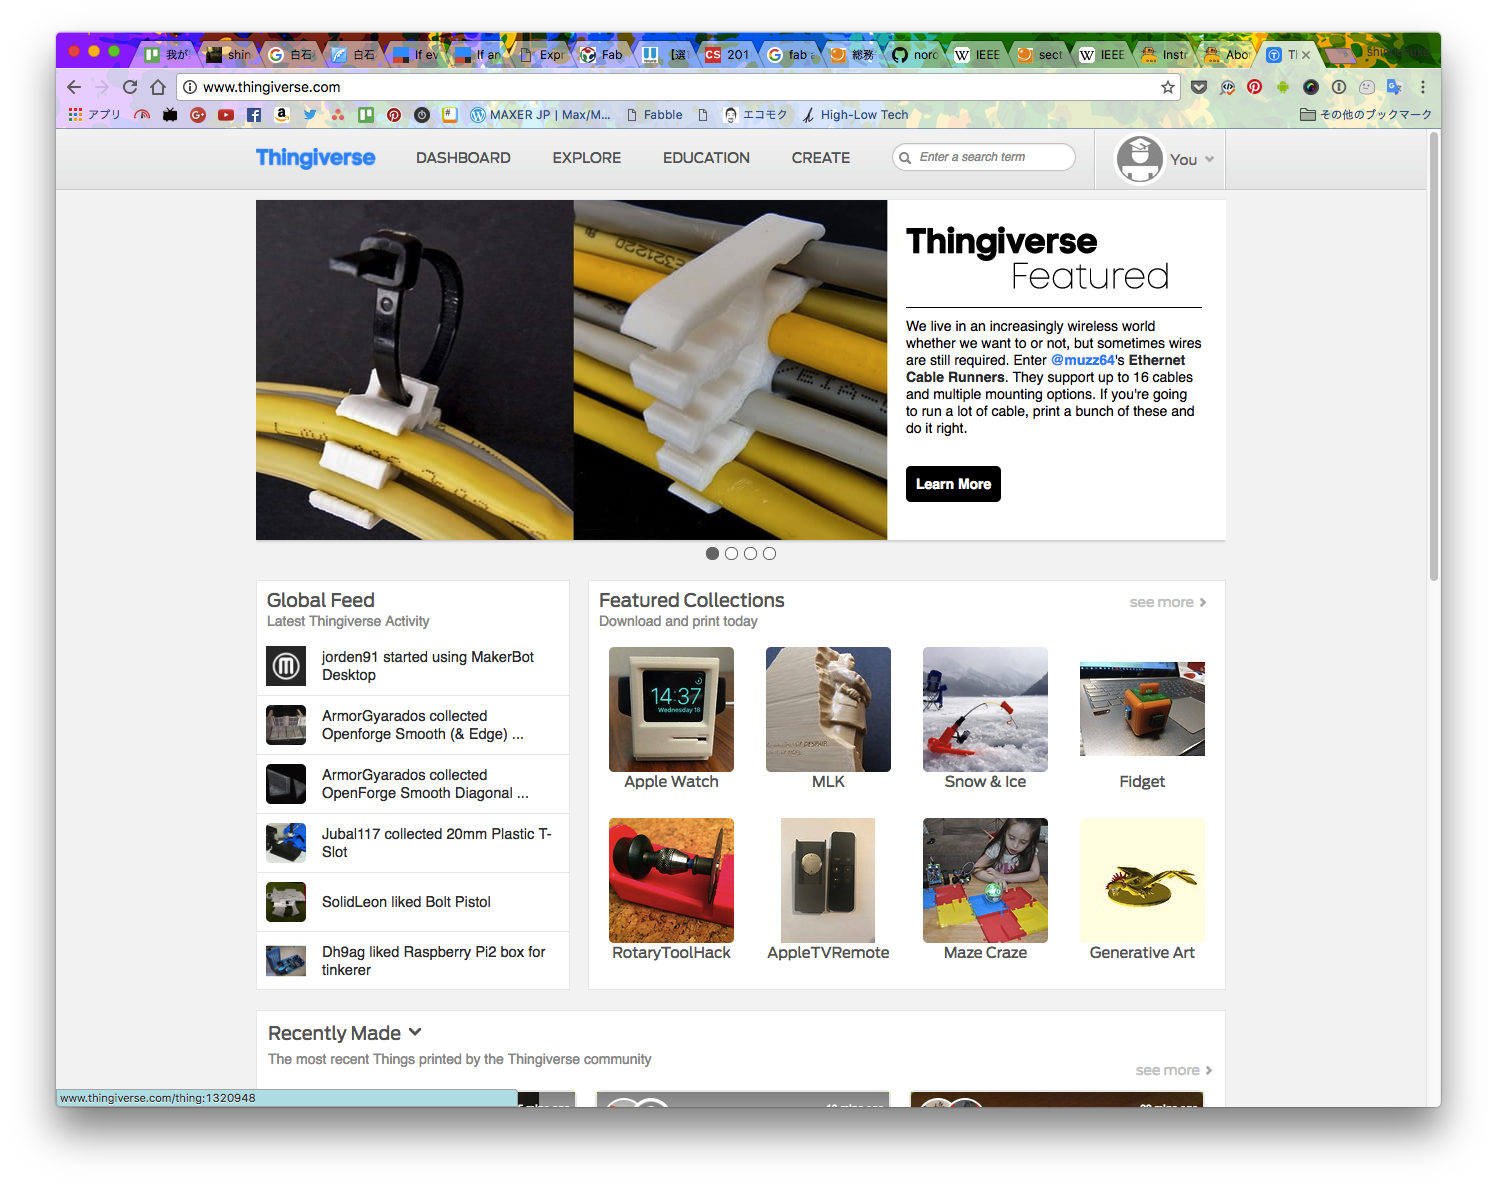 我が
shin
白石
白石
If ev
If an
Expr
Fab
【選
CS 201
fab a
総務
nord
IEEE
sect
IEEE
Instr
Abo
Tl
www.thingiverse.com
アプリ
MAXER JP | Max/M...
Fabble
エコモク
High-Low Tech
その他のブックマーク
Thingiverse
DASHBOARD
EXPLORE
EDUCATION
CREATE
Enter a search term
You
E321220
Thingiverse
Featured
We live in an increasingly wireless world
whether we want to or not, but sometimes wires
are still required. Enter @muzz64's Ethernet
Cable Runners. They support up to 16 cables
and multiple mounting options. If you're going
to run a lot of cable, print a bunch of these and
do it right.
Learn More
Global Feed
Latest Thingiverse Activity
jorden91 started using MakerBot
Desktop
ArmorGyarados collected
Openforge Smooth (& Edge) ...
ArmorGyarados collected
OpenForge Smooth Diagonal ...
Jubal117 collected 20mm Plastic T-
Slot
SolidLeon liked Bolt Pistol
Dh9ag liked Raspberry Pi2 box for
tinkerer
Featured Collections
Download and print today
see more
14:37
Wednesday 18
Apple Watch
MLK
Snow & Ice
Fidget
RotaryToolHack
AppleTVRemote
Maze Craze
Generative Art
Recently Made
The most recent Things printed by the Thingiverse community
see more
www.thingiverse.com/thing:1320948